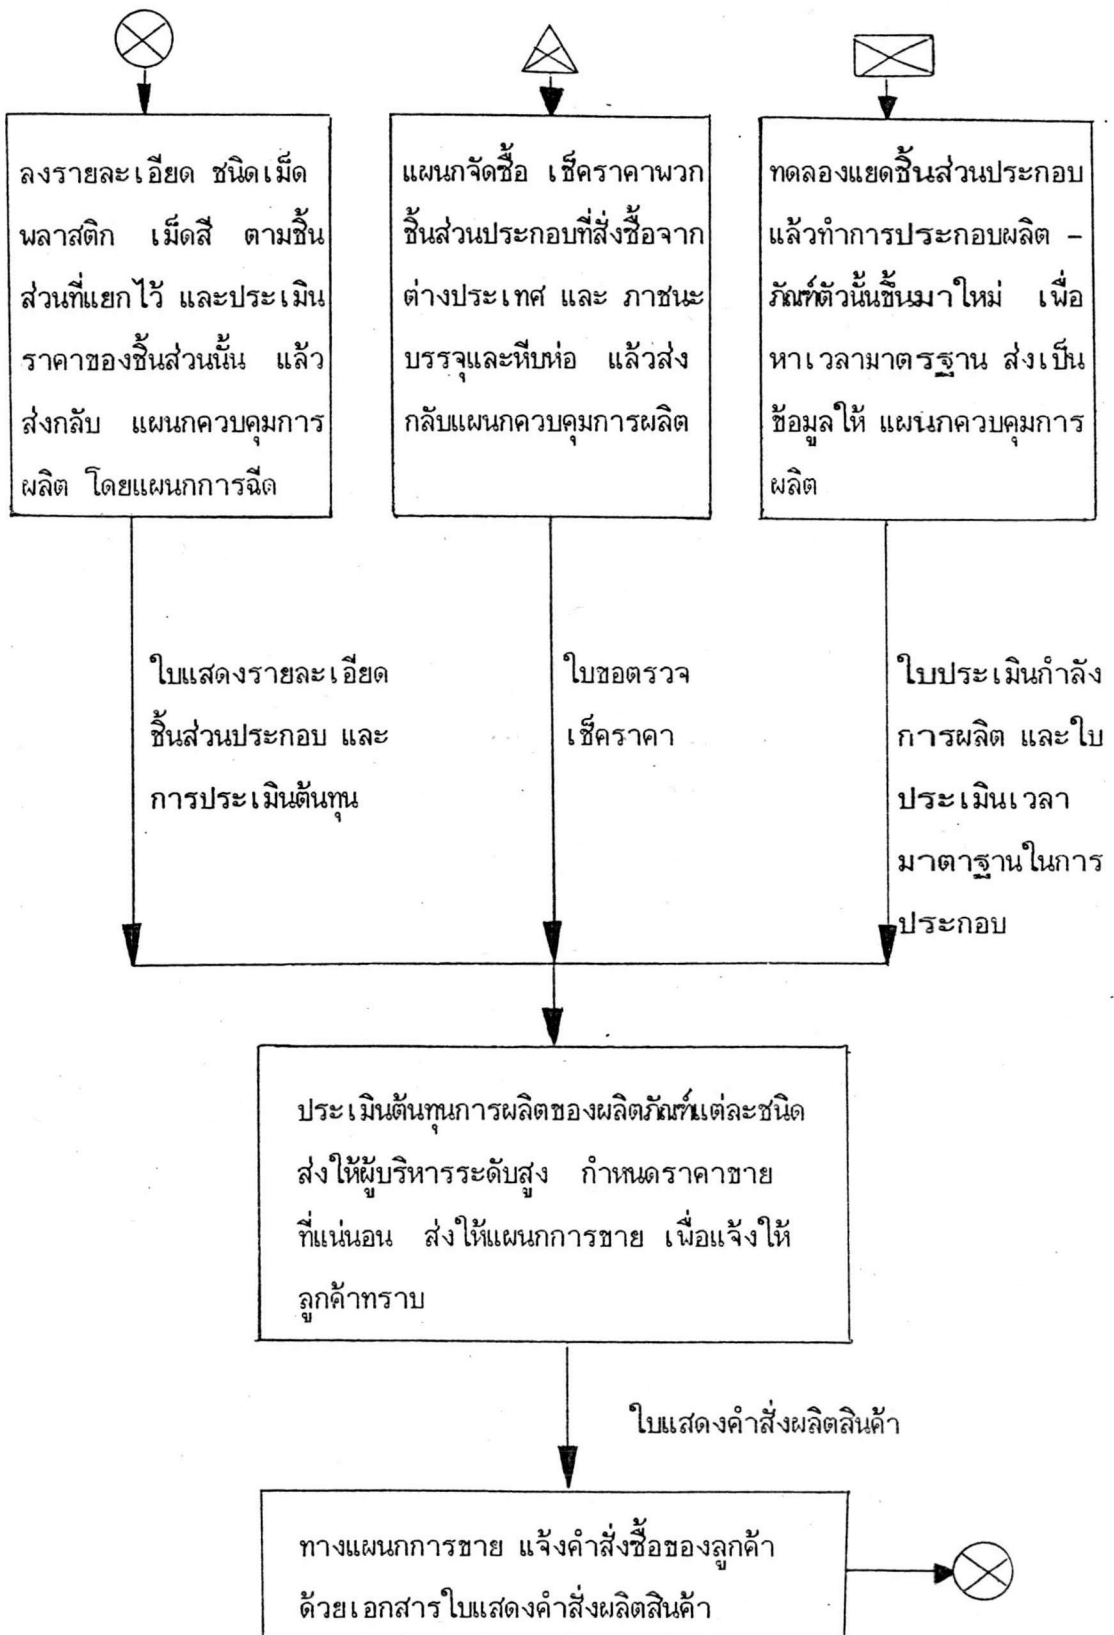 ลงรายละเอียด ชนิดเม็ด
พลาสติก เม็ดสี ตามชิ้น
ส่วนที่แยกไว้ และประเมิน
ราคาของชิ้นส่วนนั้น แล้ว
ส่งกลับ แผนกควบคุมการ
ผลิต โดยแผนกการฉีด
แผนกจัดซื้อ เช็คราคาพวก
ชิ้นส่วนประกอบที่สั่งซื้อจาก
ต่างประเทศ และ ภาชนะ
บรรจุและหีบห่อ แล้วส่ง
กลับแผนกควบคุมการผลิต
ทดลองแยดชิ้นส่วนประกอบ
แล้วทำการประกอบผลิต –
ภัณฑ์ตัวนั้นขึ้นมาใหม่ เพื่อ
หาเวลามาตรฐาน ส่งเป็น
ข้อมูลให้ แผนกควบคุมการ
ผลิต
ใบแสดงรายละเอียด
ชิ้นส่วนประกอบ และ
การประเมินต้นทุน
ใบขอตรวจ
เช็คราคา
ใบประเมินกำลัง
การผลิต และใบ
ประเมินเวลา
มาตาฐานในการ
ประกอบ
ประเมินต้นทุนการผลิตของผลิตภัณฑ์แต่ละชนิด
ส่งให้ผู้บริหารระดับสูง กำหนดราคาขาย
ที่แน่นอน ส่งให้แผนกการขาย เพื่อแจ้งให้
ลูกค้าทราบ
ใบแสดงคำสั่งผลิตสินค้า
ทางแผนกการขาย แจ้งคำสั่งซื้อของลูกค้า
ด้วยเอกสารใบแสดงคำสั่งผลิตสินค้า